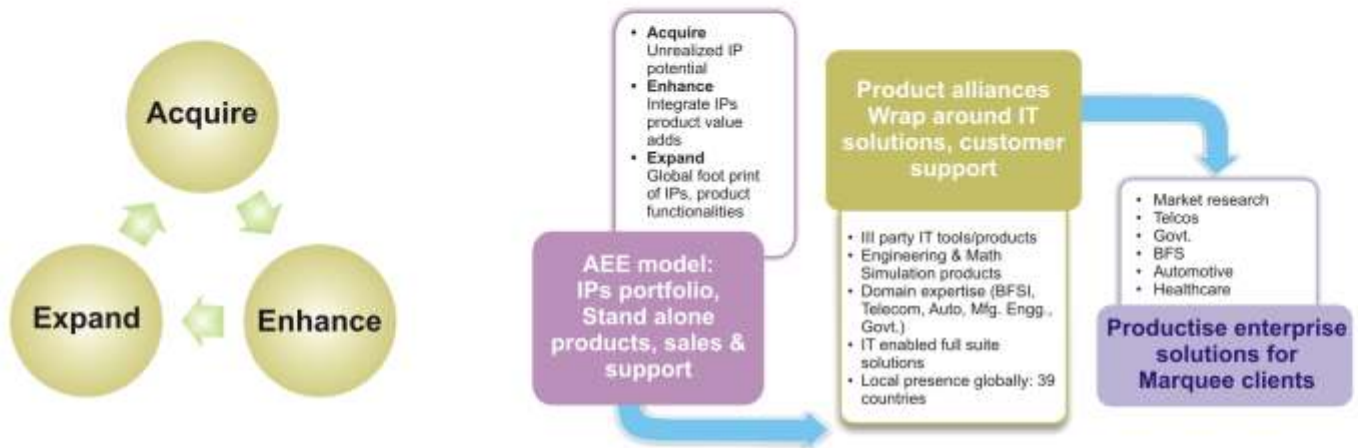 Acquire
Expand
Enhance
• Acquire
Unrealized IP
potential
• Enhance
Integrate IPs
product value
adds
• Expand
Global foot print
of IPs, product
functionalities
AEE model:
IPs portfolio,
Stand alone
products, sales &
support
Product alliances
Wrap around IT
solutions, customer
support
• III party IT tools/products
• Engineering & Math
Simulation products
• Domain expertise (BFSI,
Telecom, Auto, Mfg. Engg.,
Govt.)
• IT enabled full suite
solutions
• Local presence globally: 39
countries
• Market research
• Telcos
• Govt.
• BFS
• Automotive
• Healthcare
Productise enterprise
solutions for
Marquee clients